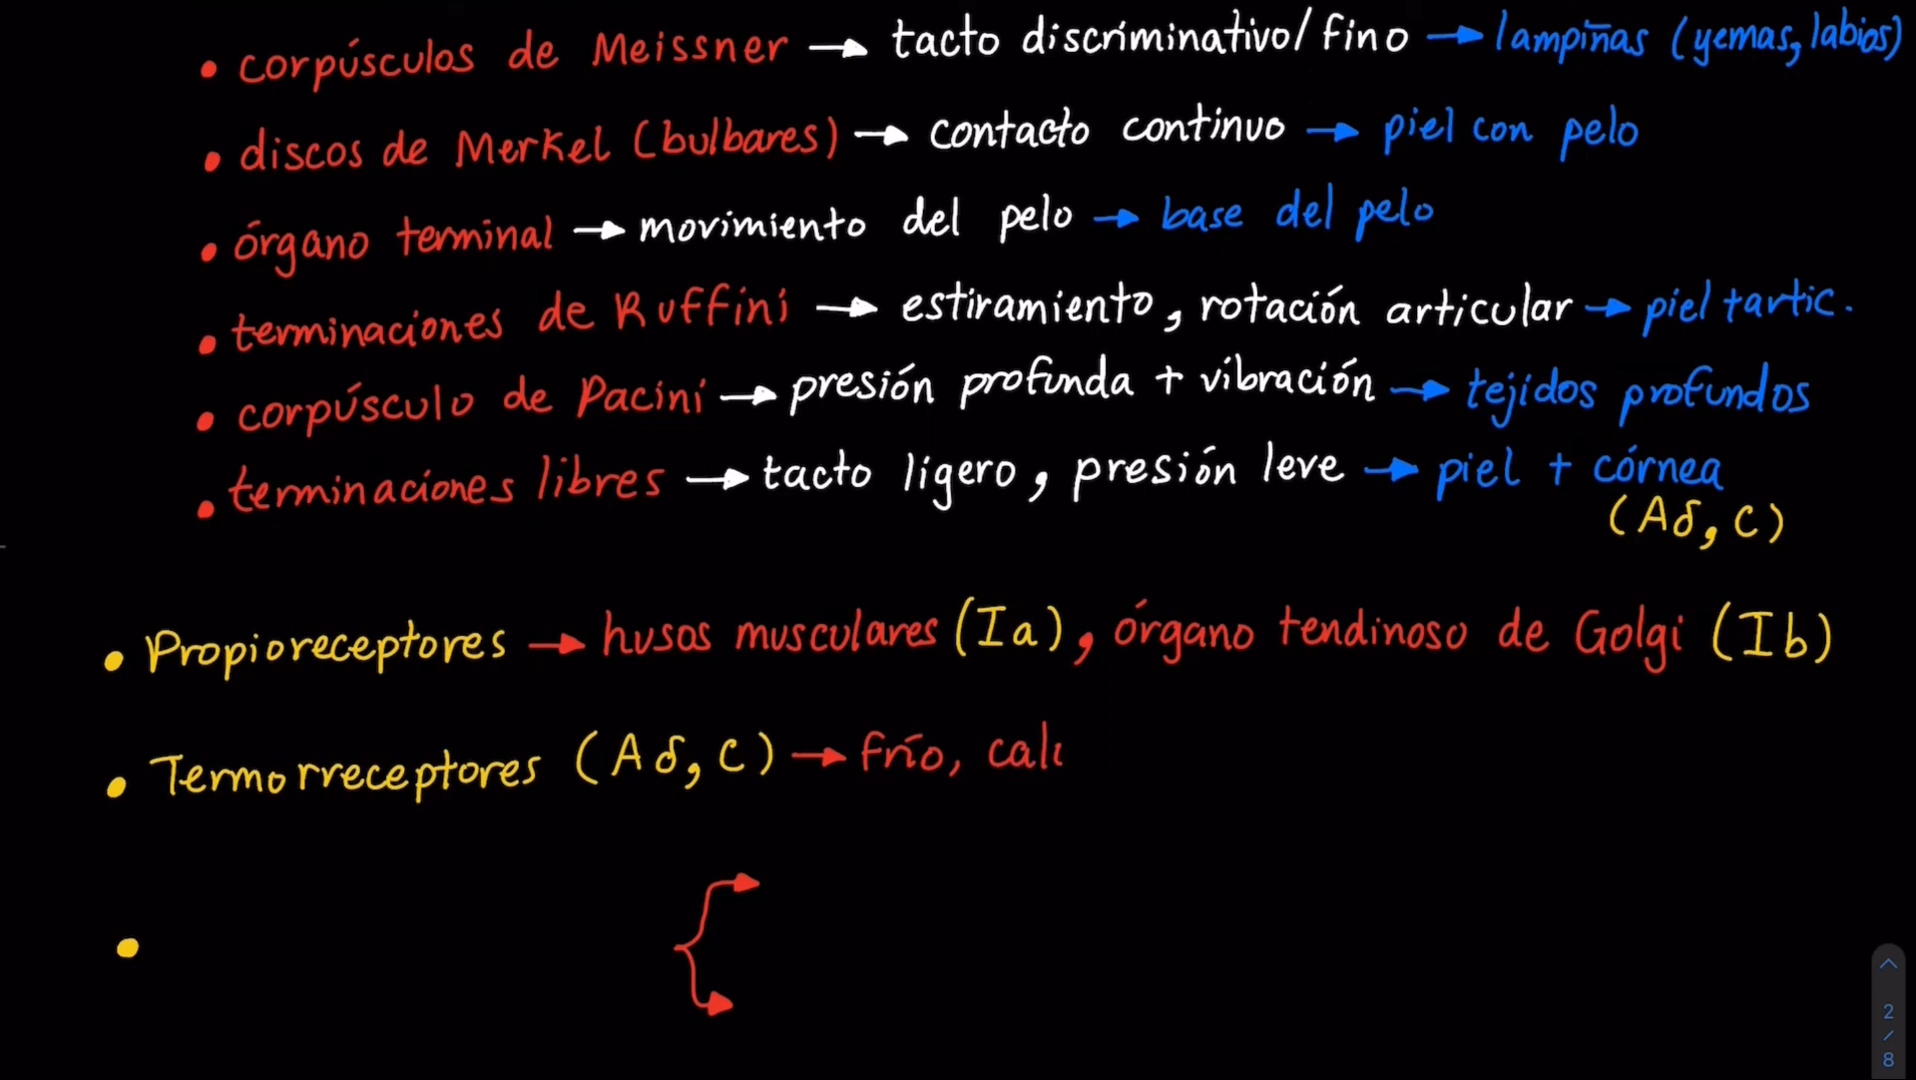 • corpúsculos de Meissner → tacto discriminativo/fino → lampiñas (yemas, labios)
• discos de Merkel (bulbares) → contacto continuo → piel con pelo
• órgano terminal → movimiento del pelo → base del pelo
• terminaciones de Ruffini → estiramiento, rotación articular → piel tartic.
• corpúsculo de Pacini → presión profunda + vibración → tejidos profundos
• terminaciones libres → tacto ligero, presión leve → piel + córnea
(Aδ, C)
• Propioreceptores → husos musculares (Ia), órgano tendinoso de Golgi (Ib)
• Termorreceptores (Aδ, C) → frío, cali
2
/
8